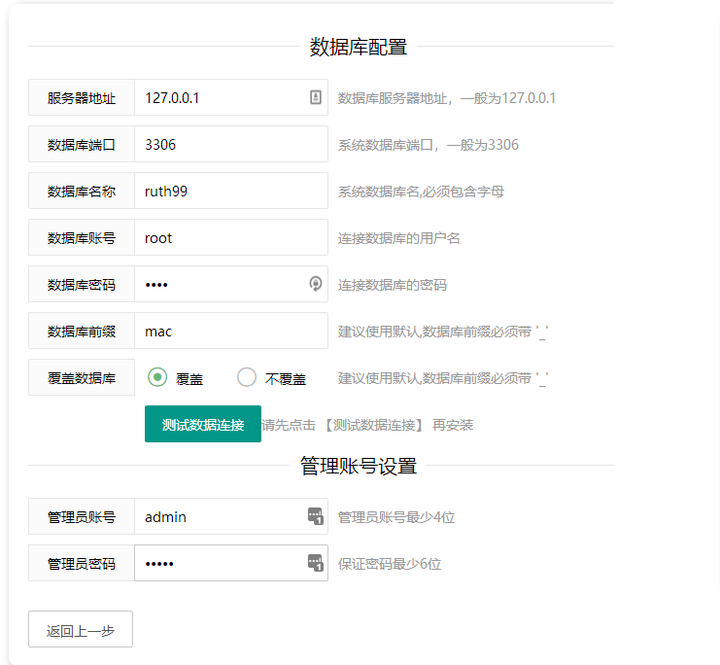 数据库配置
服务器地址 127.0.0.1 数据库服务器地址，一般为127.0.0.1
数据库端口 3306 系统数据库端口，一般为3306
数据库名称 ruth99 系统数据库名,必须包含字母
数据库账号 root 连接数据库的用户名
数据库密码 •••• 连接数据库的密码
数据库前缀 mac 建议使用默认,数据库前缀必须带 '_'
覆盖数据库 覆盖 不覆盖 建议使用默认,数据库前缀必须带 '_'
测试数据连接 请先点击 【测试数据连接】 再安装
管理账号设置
管理员账号 admin 管理员账号最少4位
管理员密码 ••••• 保证密码最少6位
返回上一步